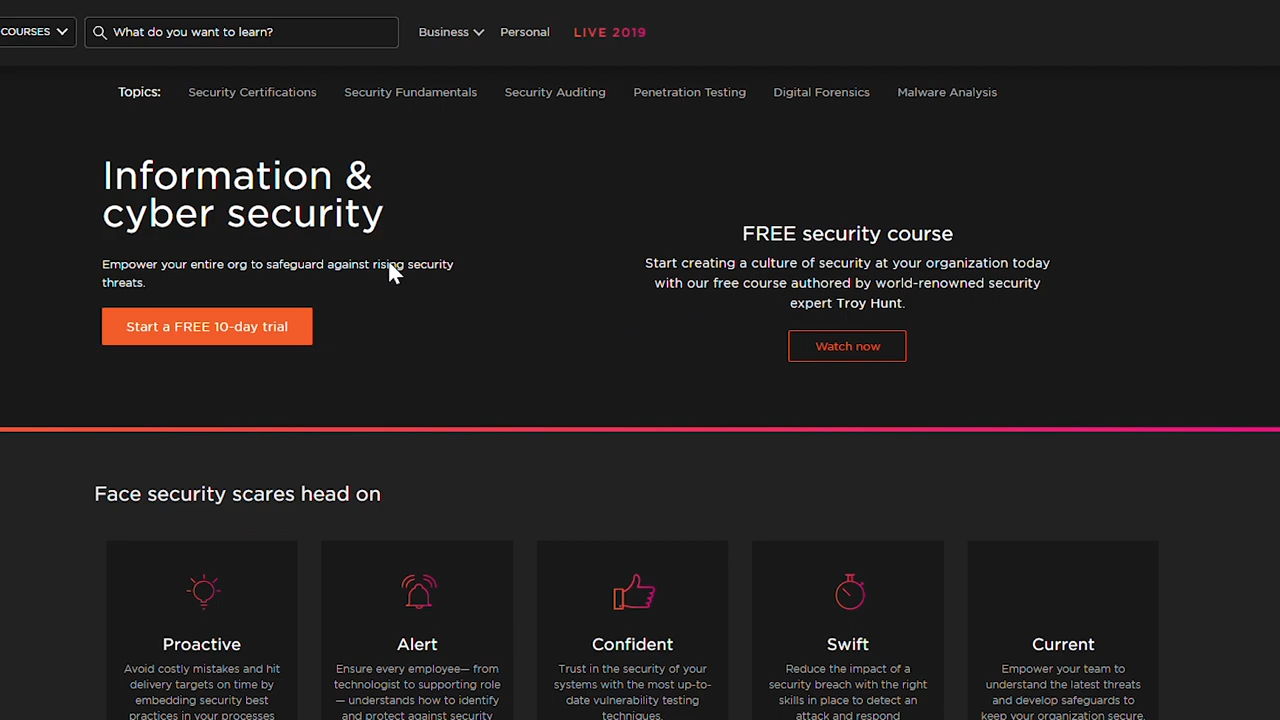 COURSES
What do you want to learn?
Business
Personal
LIVE 2019
Topics:
Security Certifications
Security Fundamentals
Security Auditing
Penetration Testing
Digital Forensics
Malware Analysis
Information &
cyber security
Empower your entire org to safeguard against rising security
threats.
Start a FREE 10-day trial
FREE security course
Start creating a culture of security at your organization today
with our free course authored by world-renowned security
expert Troy Hunt.
Watch now
Face security scares head on
Proactive
Avoid costly mistakes and hit
delivery targets on time by
embedding security best
practices in your processes
Alert
Ensure every employee— from
technologist to supporting role
— understands how to identify
and protect against security
Confident
Trust in the security of your
systems with the most up-to-
date vulnerability testing
techniques.
Swift
Reduce the impact of a
security breach with the right
skills in place to detect an
attack and respond
Current
Empower your team to
understand the latest threats
and develop safeguards to
keep your organization secure.